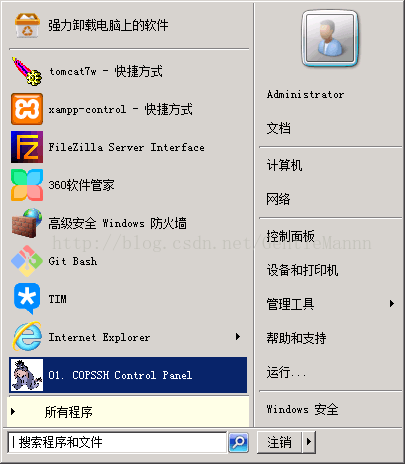 强力卸载电脑上的软件
tomcat7w - 快捷方式
xampp-control - 快捷方式
FileZilla Server Interface
360软件管家
高级安全 Windows 防火墙
Git Bash
TIM
Internet Explorer
01. COPSSH Control Panel
所有程序
搜索程序和文件
Administrator
文档
计算机
网络
控制面板
设备和打印机
管理工具
帮助和支持
运行...
Windows 安全
注销
http://blog.csdn.net/GentleMannn